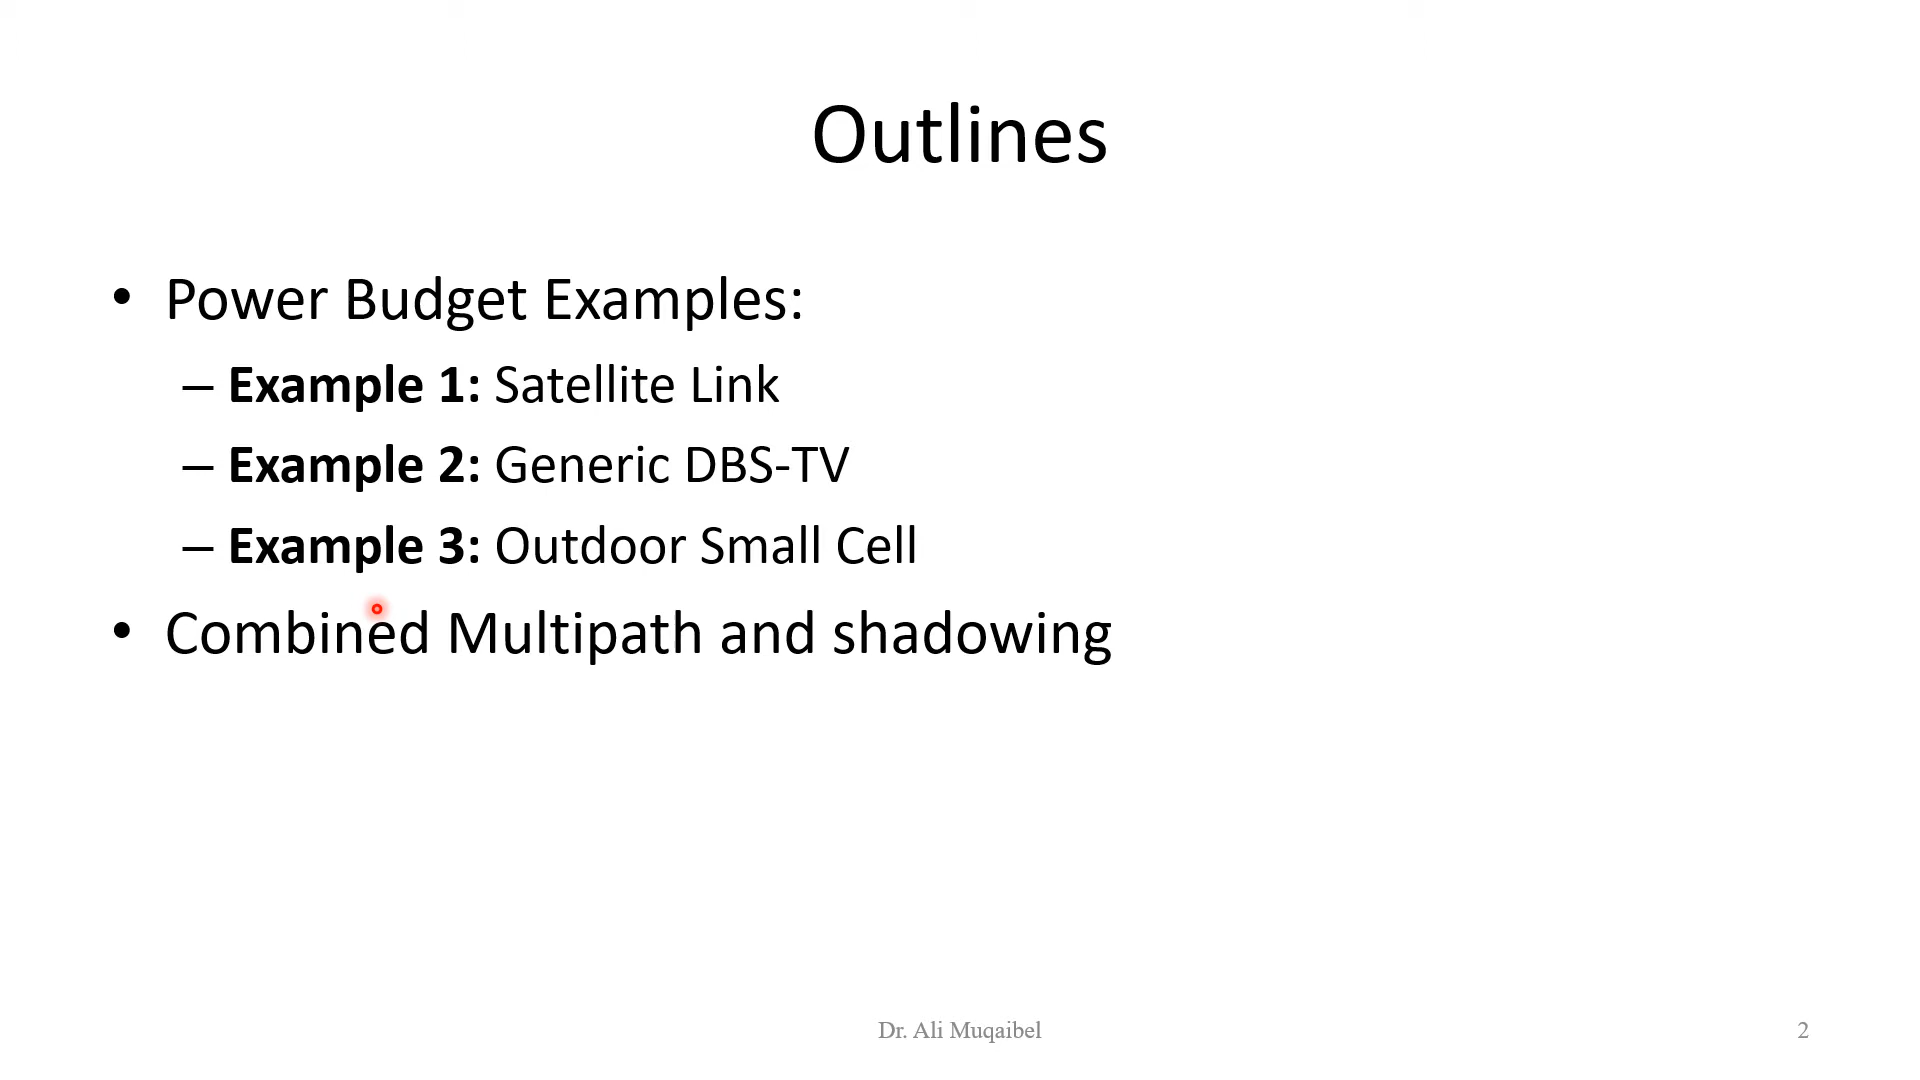 Outlines
• Power Budget Examples:
– Example 1: Satellite Link
– Example 2: Generic DBS-TV
– Example 3: Outdoor Small Cell
• Combined Multipath and shadowing
Dr. Ali Muqaibel
2